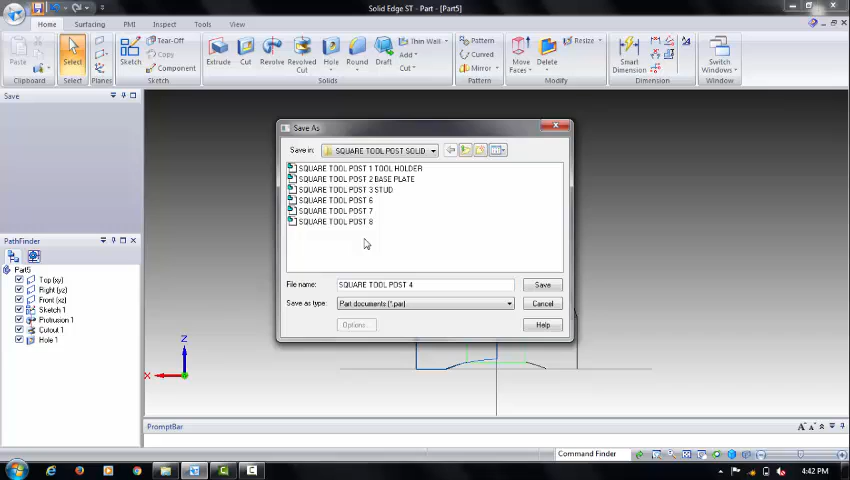 Solid Edge ST - Part - [Part5]
Home
Surfacing
PMI
Inspect
Tools
View
Paste
Clipboard
Select
Select
Planes
Sketch
Tear-Off
Copy
Component
Sketch
Extrude
Cut
Revolve
Revolved
Cut
Hole
Round
Draft
Thin Wall
Add
Cut
Solids
Pattern
Curved
Mirror
Pattern
Move
Faces
Delete
Resize
Modify
Smart
Dimension
Dimension
Switch
Windows
Window
Save
PathFinder
Part5
Top (xy)
Right (yz)
Front (xz)
Sketch 1
Protrusion 1
Cutout 1
Hole 1
Z
X
Save As
Save in:
SQUARE TOOL POST SOLID
SQUARE TOOL POST 1 TOOL HOLDER
SQUARE TOOL POST 2 BASE PLATE
SQUARE TOOL POST 3 STUD
SQUARE TOOL POST 6
SQUARE TOOL POST 7
SQUARE TOOL POST 8
File name:
SQUARE TOOL POST 4
Save
Save as type:
Part documents (*.par)
Cancel
Options...
Help
PromptBar
Command Finder
4:42 PM